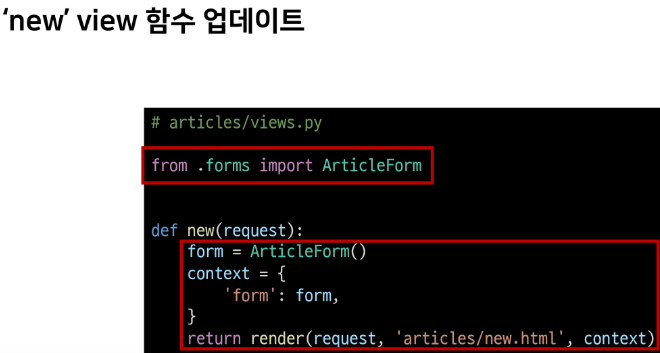 ‘new’ view 함수 업데이트
# articles/views.py
from .forms import ArticleForm
def new(request):
    form = ArticleForm()
    context = {
        'form': form,
    }
    return render(request, 'articles/new.html', context)